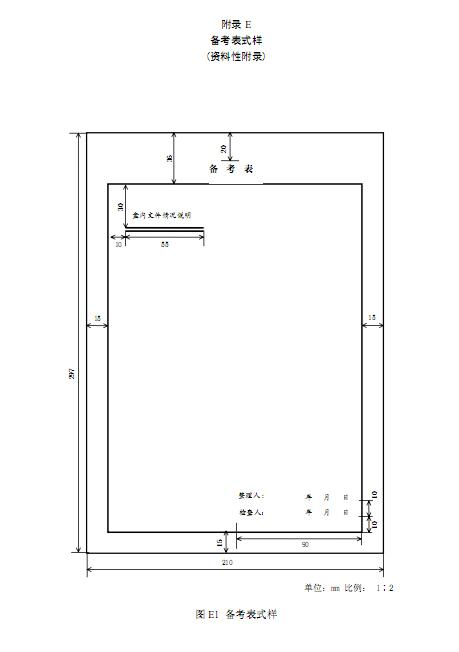 附录 E
备考表式样
(资料性附录)
36
20
备 考 表
30
盒内文件情况说明
10
55
15
15
297
整理人：
年 月 日
10
检查人：
年 月 日
10
15
90
210
单位：mm 比例： 1∶2
图 E1 备考表式样